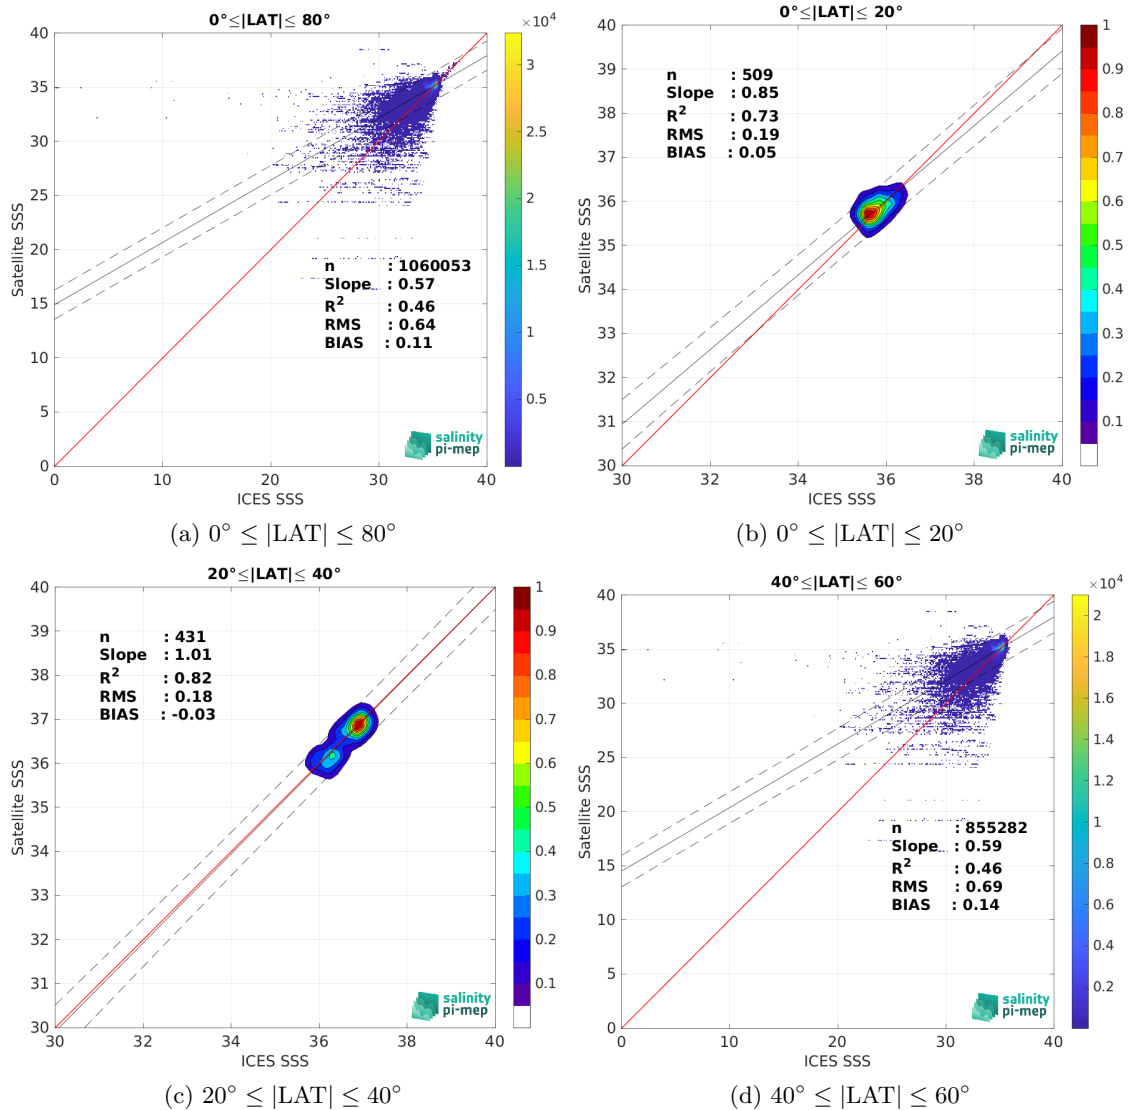 0°≤|LAT|≤ 80°
×10⁴
40
35
30
25
20
15
10
5
0
Satellite SSS
n : 1060053
Slope : 0.57
R² : 0.46
RMS : 0.64
BIAS : 0.11
3
2.5
2
1.5
1
0.5
salinity
pi-mep
0 10 20 30 40
ICES SSS
(a) 0° ≤ |LAT| ≤ 80°
0°≤|LAT|≤ 20°
40
39
38
37
36
35
34
33
32
31
30
Satellite SSS
n : 509
Slope : 0.85
R² : 0.73
RMS : 0.19
BIAS : 0.05
1
0.9
0.8
0.7
0.6
0.5
0.4
0.3
0.2
0.1
salinity
pi-mep
30 32 34 36 38 40
ICES SSS
(b) 0° ≤ |LAT| ≤ 20°
20°≤|LAT|≤ 40°
40
39
38
37
36
35
34
33
32
31
30
Satellite SSS
n : 431
Slope : 1.01
R² : 0.82
RMS : 0.18
BIAS : -0.03
1
0.9
0.8
0.7
0.6
0.5
0.4
0.3
0.2
0.1
salinity
pi-mep
30 32 34 36 38 40
ICES SSS
(c) 20° ≤ |LAT| ≤ 40°
40°≤|LAT|≤ 60°
×10⁴
40
35
30
25
20
15
10
5
0
Satellite SSS
n : 855282
Slope : 0.59
R² : 0.46
RMS : 0.69
BIAS : 0.14
2
1.8
1.6
1.4
1.2
1
0.8
0.6
0.4
0.2
salinity
pi-mep
0 10 20 30 40
ICES SSS
(d) 40° ≤ |LAT| ≤ 60°